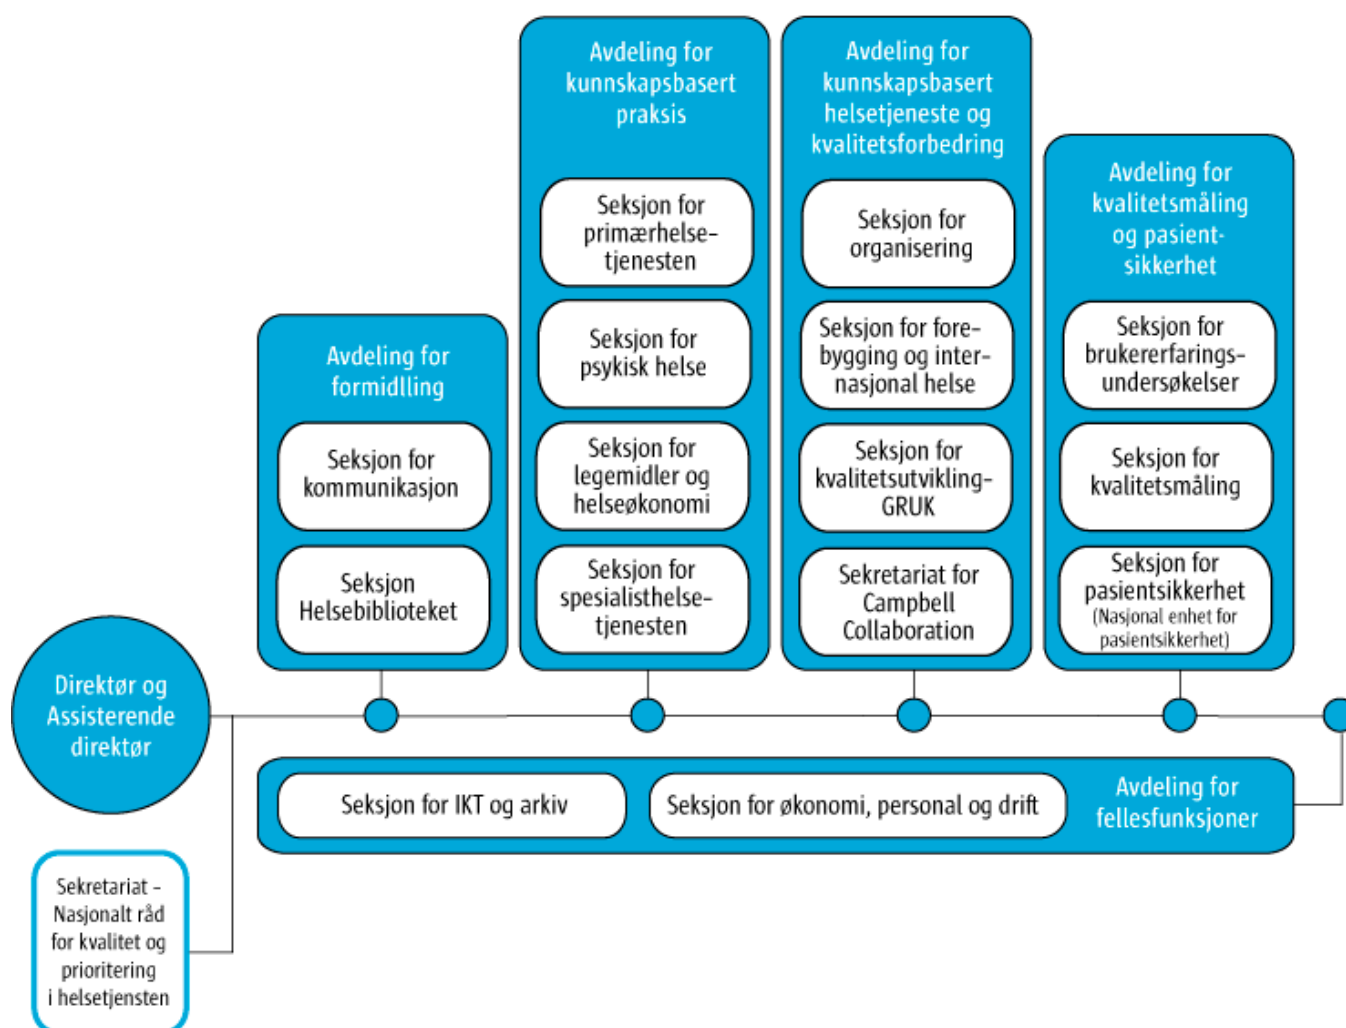 Avdeling for
kunnskapsbasert
praksis
Seksjon for
primærhelse-
tjenesten
Seksjon for
psykisk helse
Seksjon for
legemidler og
helseøkonomi
Seksjon for
spesialisthelse-
tjenesten
Avdeling for
kunnskapsbasert
helsetjeneste og
kvalitetsforbedring
Seksjon for
organisering
Seksjon for fore-
bygging og inter-
nasjonal helse
Seksjon for
kvalitetsutvikling-
GRUK
Sekretariat for
Campbell
Collaboration
Avdeling for
kvalitetsmåling
og pasient-
sikkerhet
Seksjon for
brukererfarings-
undersøkelser
Seksjon for
kvalitetsmåling
Seksjon for
pasientsikkerhet
(Nasjonal enhet for
pasientsikkerhet)
Avdeling for
formidlling
Seksjon for
kommunikasjon
Seksjon
Helsebiblioteket
Direktør og
Assisterende
direktør
Seksjon for IKT og arkiv
Seksjon for økonomi, personal og drift
Avdeling for
fellesfunksjoner
Sekretariat –
Nasjonalt råd
for kvalitet og
prioritering
i helsetjensten